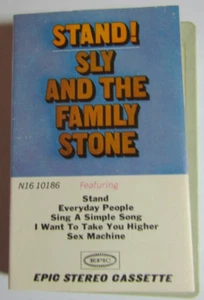 STAND!
SLY
AND THE
FAMILY
STONE
N16 10186 Featuring
Stand
Everyday People
Sing A Simple Song
I Want To Take You Higher
Sex Machine
EPIC STEREO CASSETTE